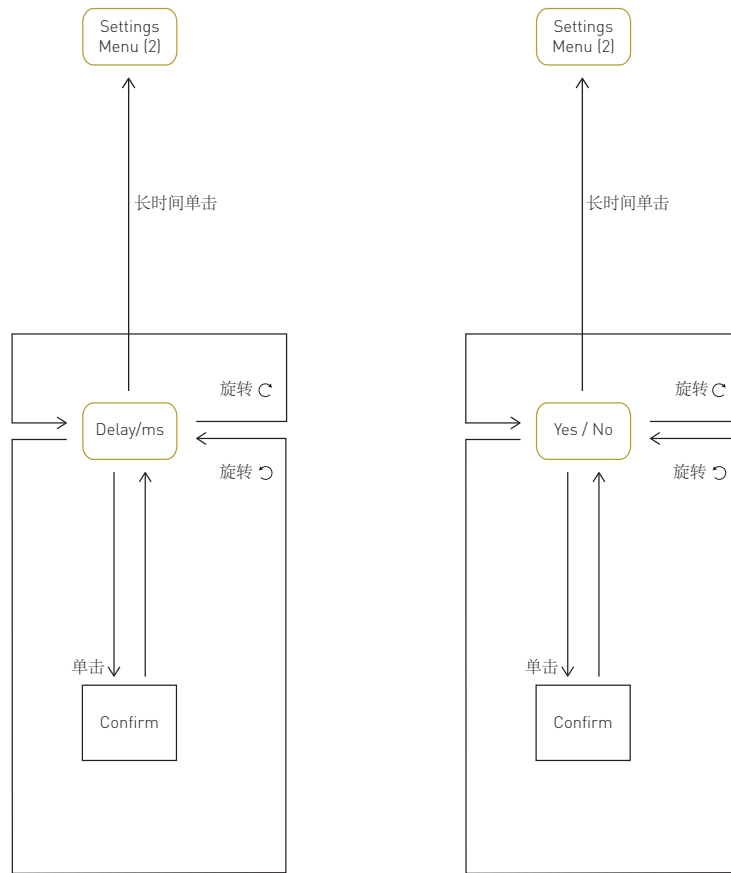 Settings
Menu (2)
长时间单击
旋转
Delay/ms
旋转
单击
Confirm
Settings
Menu (2)
长时间单击
旋转
Yes / No
旋转
单击
Confirm